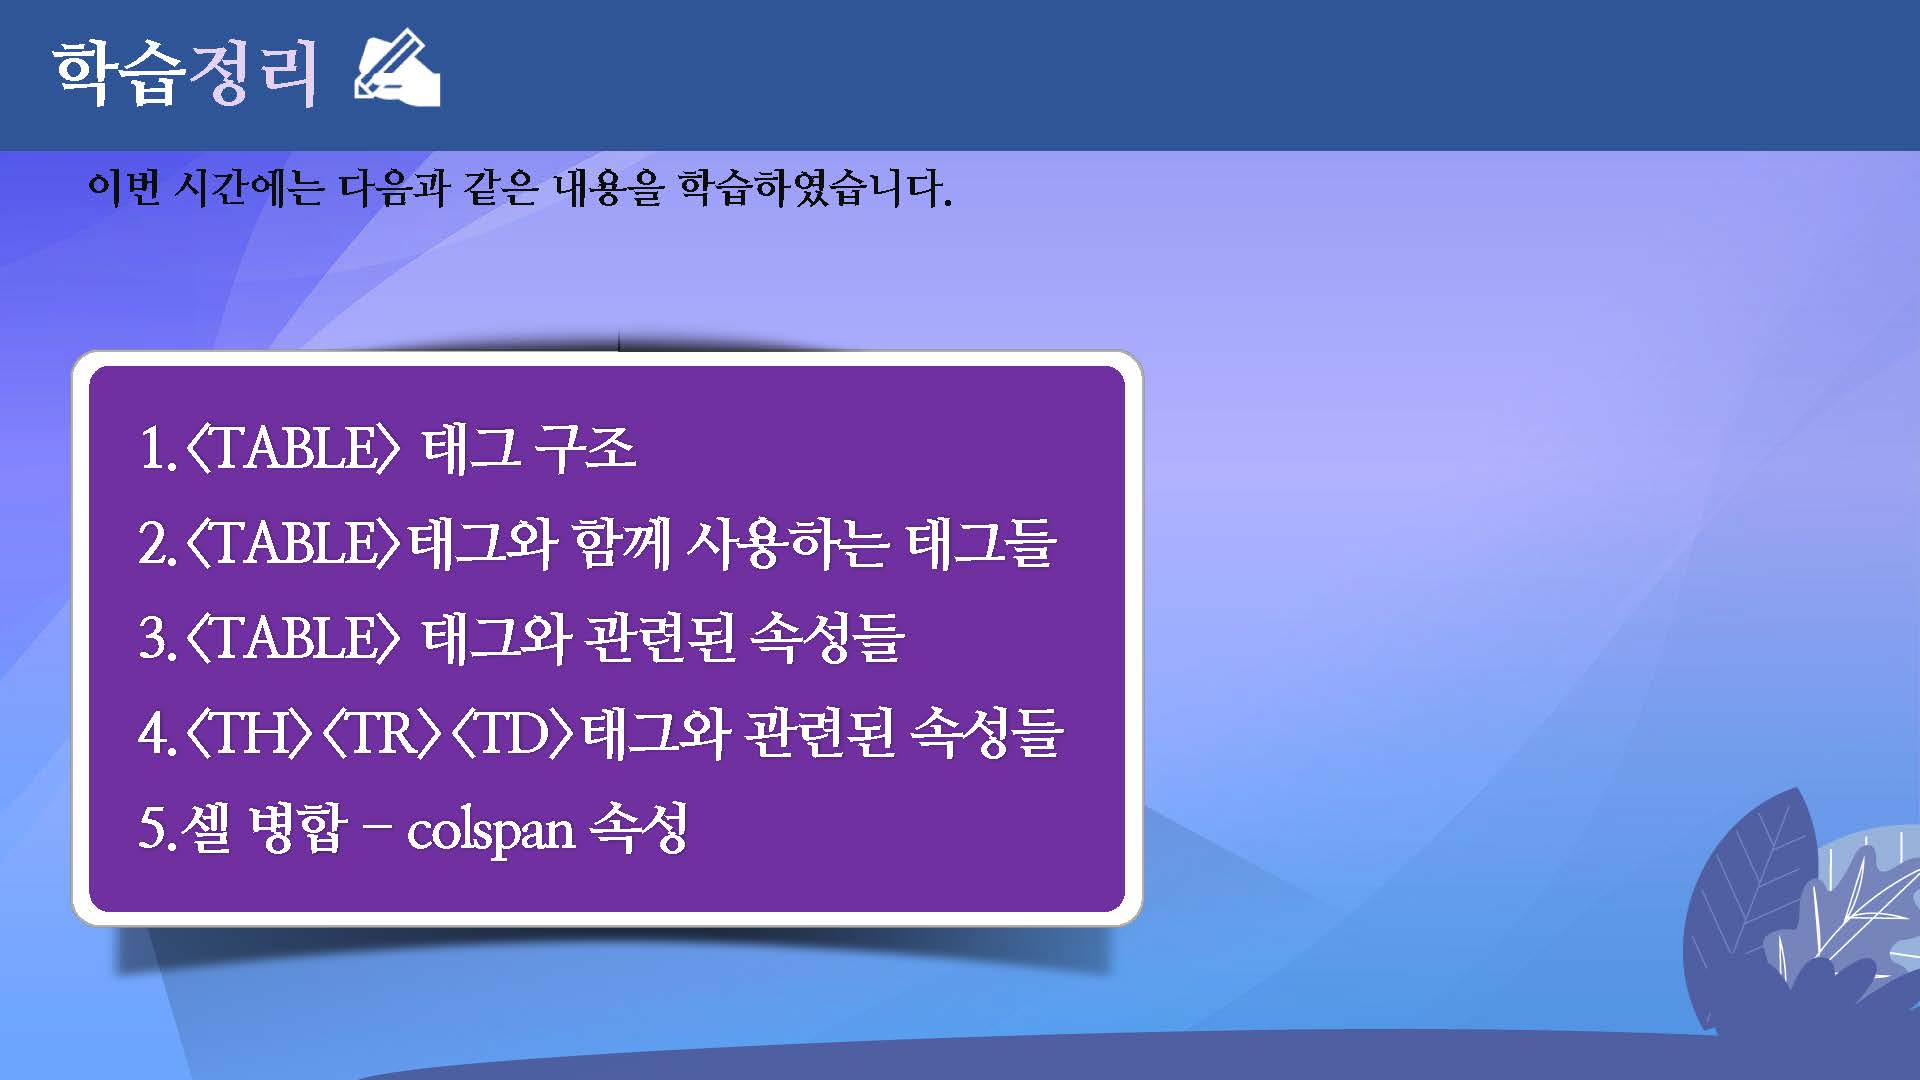 학습정리
이번 시간에는 다음과 같은 내용을 학습하였습니다.
1.<TABLE> 태그 구조
2.<TABLE>태그와 함께 사용하는 태그들
3.<TABLE> 태그와 관련된 속성들
4.<TH><TR><TD>태그와 관련된 속성들
5.셀 병합 – colspan 속성